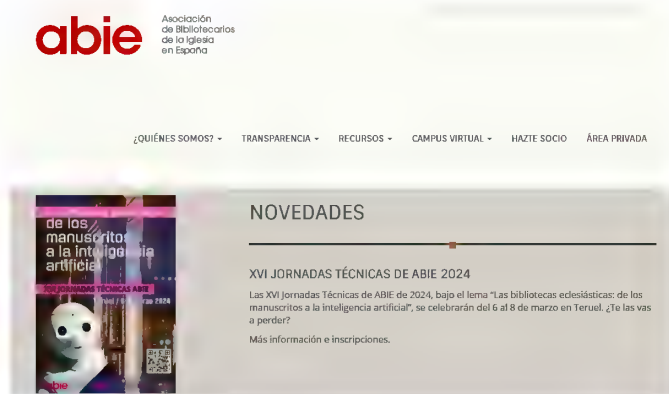 abie
Asociación
de Bibliotecarios
de la Iglesia
en España
¿QUIÉNES SOMOS?
TRANSPARENCIA
RECURSOS
CAMPUS VIRTUAL
HAZTE SOCIO
ÁREA PRIVADA
de los
manuscritos
a la inteligencia
artificial
JORNADAS TÉCNICAS ABIE
2024
abie
NOVEDADES
XVI JORNADAS TÉCNICAS DE ABIE 2024
Las XVI Jornadas Técnicas de ABIE de 2024, bajo el lema “Las bibliotecas eclesiásticas: de los
manuscritos a la inteligencia artificial”, se celebrarán del 6 al 8 de marzo en Teruel. ¿Te las vas
a perder?
Más información e inscripciones.